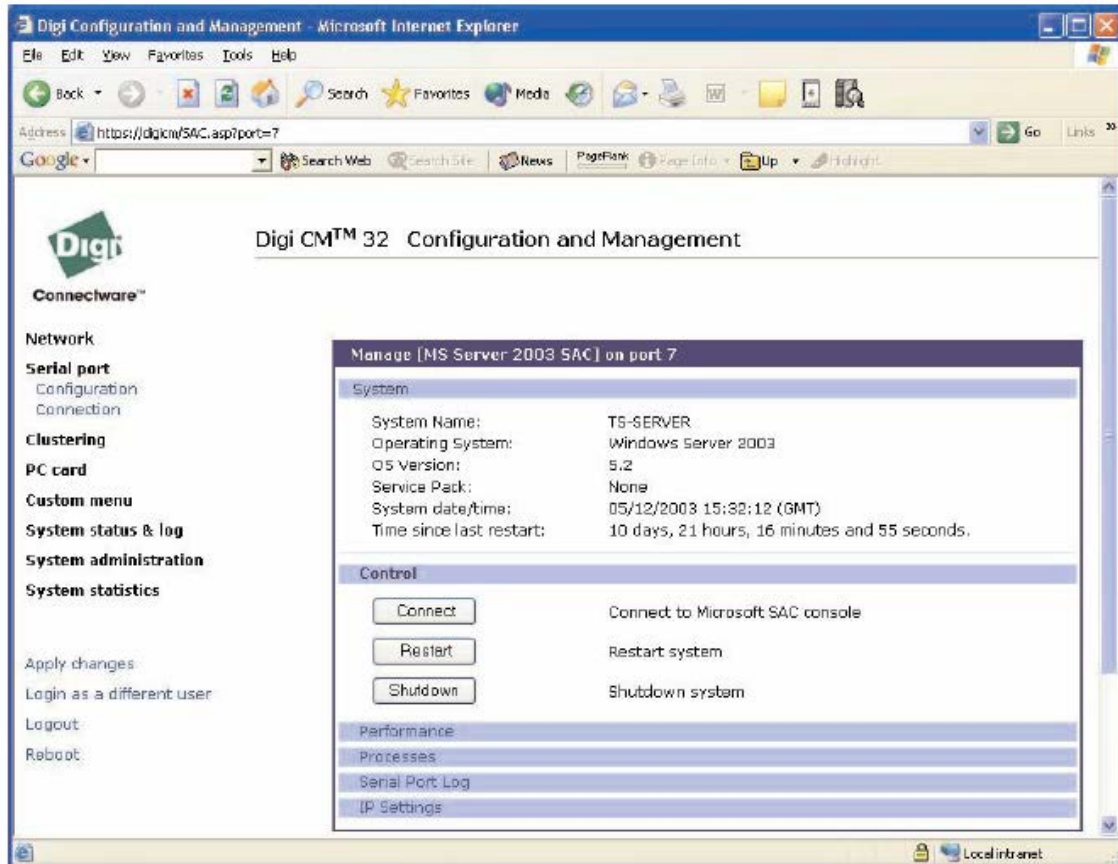 Digi Configuration and Management - Microsoft Internet Explorer
File Edit View Favorites Tools Help
Back Search Favorites Media
Address https://digicm/SAC.asp?port=7 Go Links »
Google Search Web Search Site News PageRank Page Info Up Highlight
Digi
Connectware™
Digi CM™ 32 Configuration and Management
Network
Serial port
Configuration
Connection
Clustering
PC card
Custom menu
System status & log
System administration
System statistics
Apply changes
Login as a different user
Logout
Reboot
Manage [MS Server 2003 SAC] on port 7
System
System Name: TS-SERVER
Operating System: Windows Server 2003
OS Version: 5.2
Service Pack: None
System date/time: 05/12/2003 15:32:12 (GMT)
Time since last restart: 10 days, 21 hours, 16 minutes and 55 seconds.
Control
Connect Connect to Microsoft SAC console
Restart Restart system
Shutdown Shutdown system
Performance
Processes
Serial Port Log
IP Settings
Local intranet